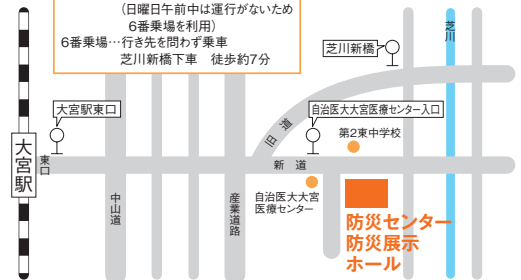 （日曜日午前中は運行がないため
6番乗場を利用）
6番乗場…行き先を問わず乗車
芝川新橋下車　徒歩約7分
芝川新橋
芝川
大宮駅東口
自治医大大宮医療センター入口
旧道
第2東中学校
大宮駅
東口
新道
中山道
産業道路
自治医大大宮
医療センター
防災センター
防災展示
ホール